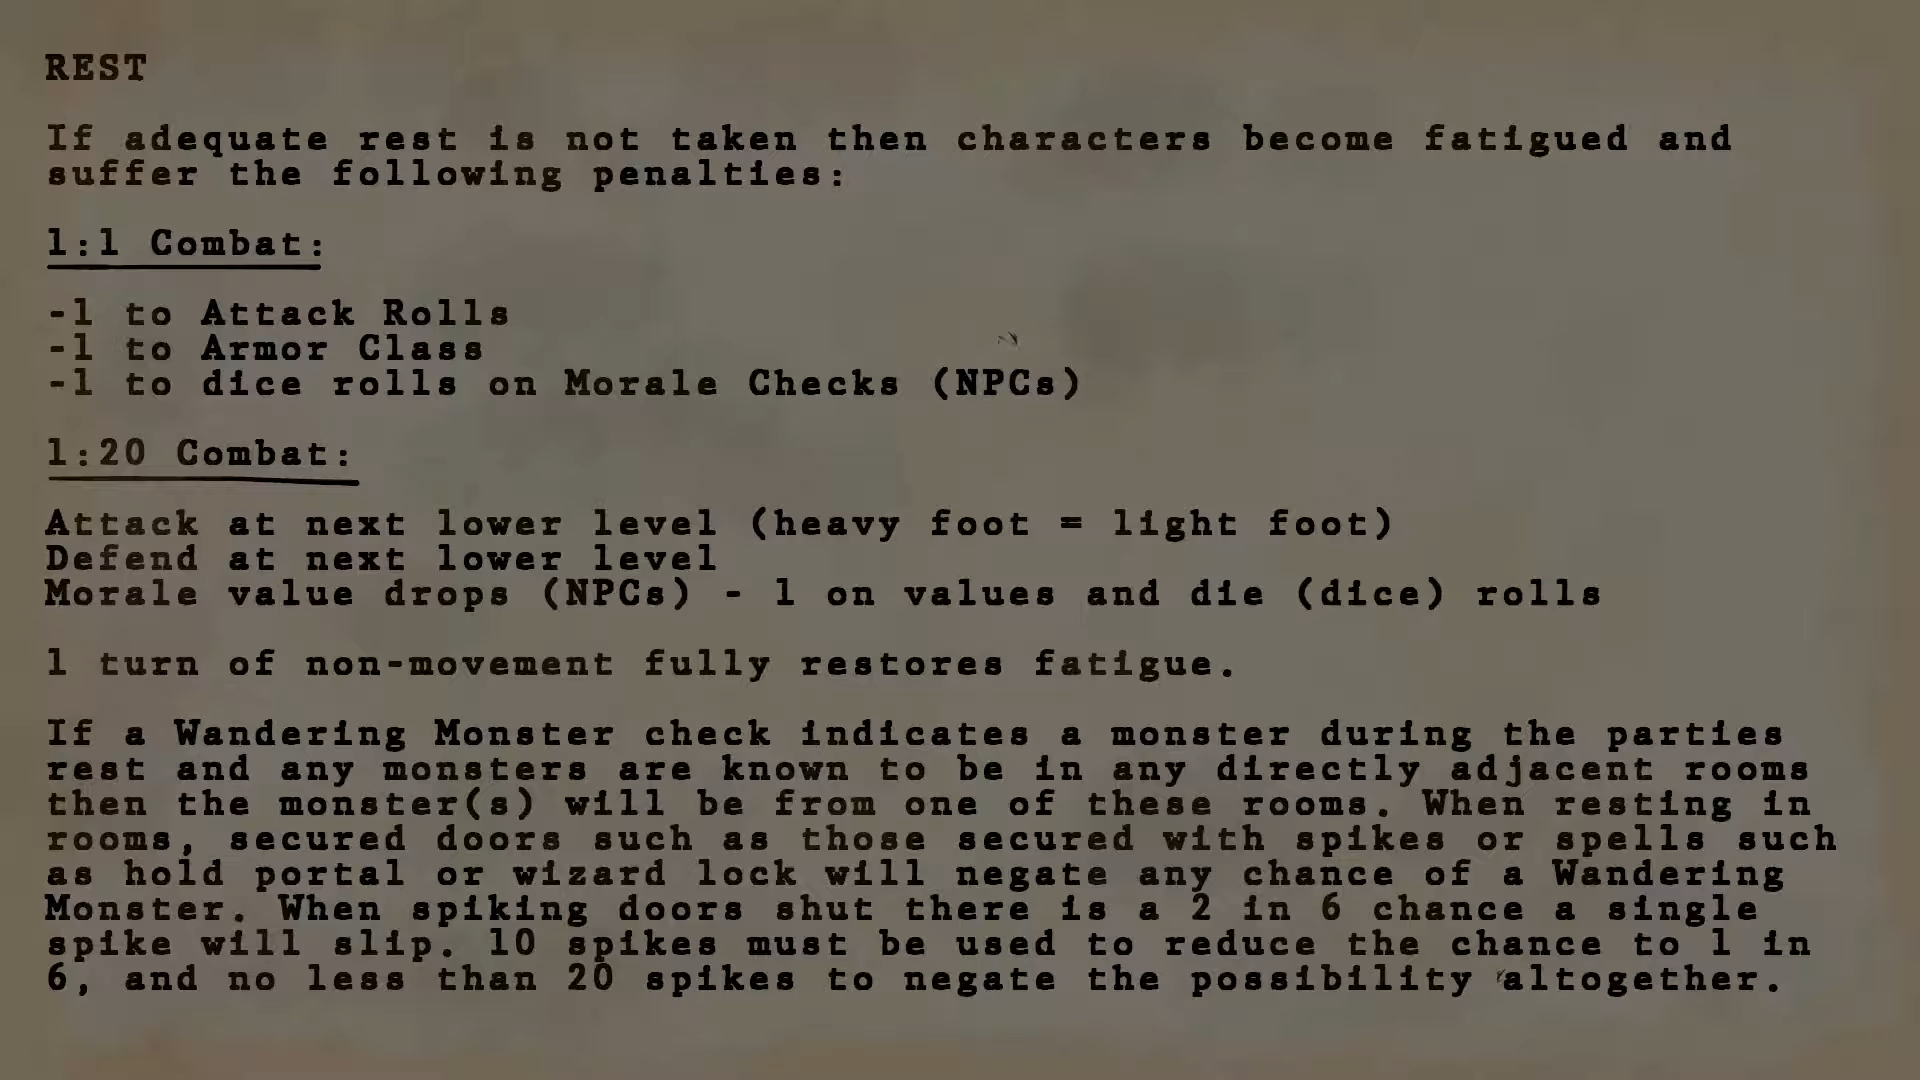 REST
If adequate rest is not taken then characters become fatigued and
suffer the following penalties:
1:1 Combat:
-1 to Attack Rolls
-1 to Armor Class
-1 to dice rolls on Morale Checks (NPCs)
1:20 Combat:
Attack at next lower level (heavy foot = light foot)
Defend at next lower level
Morale value drops (NPCs) - 1 on values and die (dice) rolls
1 turn of non-movement fully restores fatigue.
If a Wandering Monster check indicates a monster during the parties
rest and any monsters are known to be in any directly adjacent rooms
then the monster(s) will be from one of these rooms. When resting in
rooms, secured doors such as those secured with spikes or spells such
as hold portal or wizard lock will negate any chance of a Wandering
Monster. When spiking doors shut there is a 2 in 6 chance a single
spike will slip. 10 spikes must be used to reduce the chance to 1 in
6, and no less than 20 spikes to negate the possibility altogether.